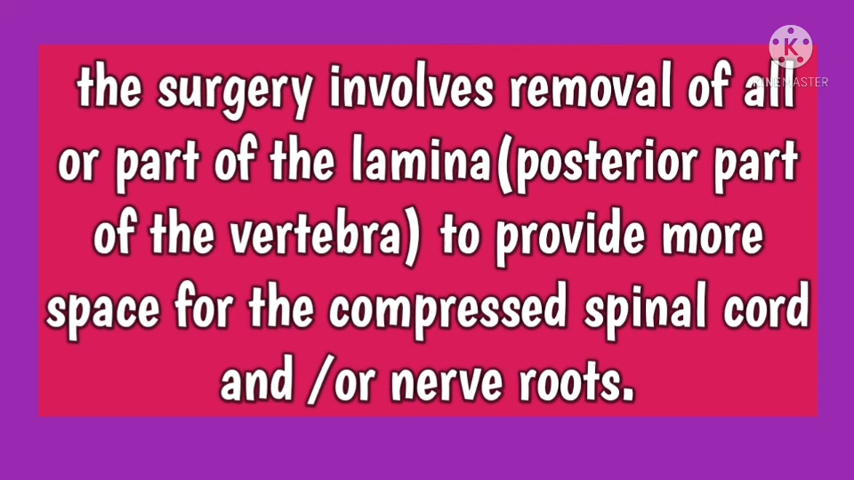 the surgery involves removal of all
or part of the lamina(posterior part
of the vertebra) to provide more
space for the compressed spinal cord
and /or nerve roots.
K
KINEMASTER